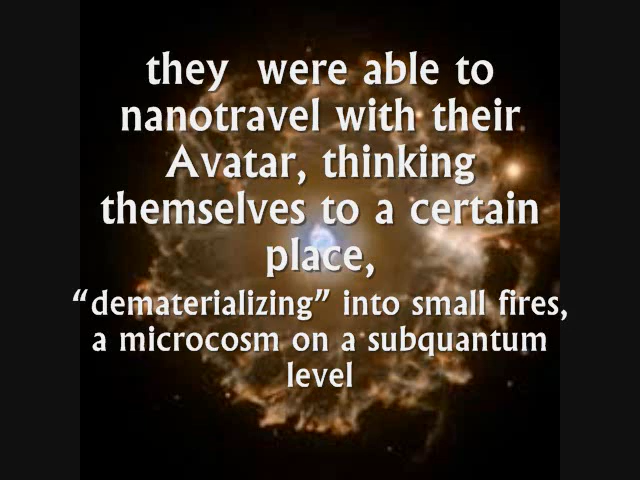 they were able to
nanotravel with their
Avatar, thinking
themselves to a certain
place,
“dematerializing” into small fires,
a microcosm on a subquantum
level